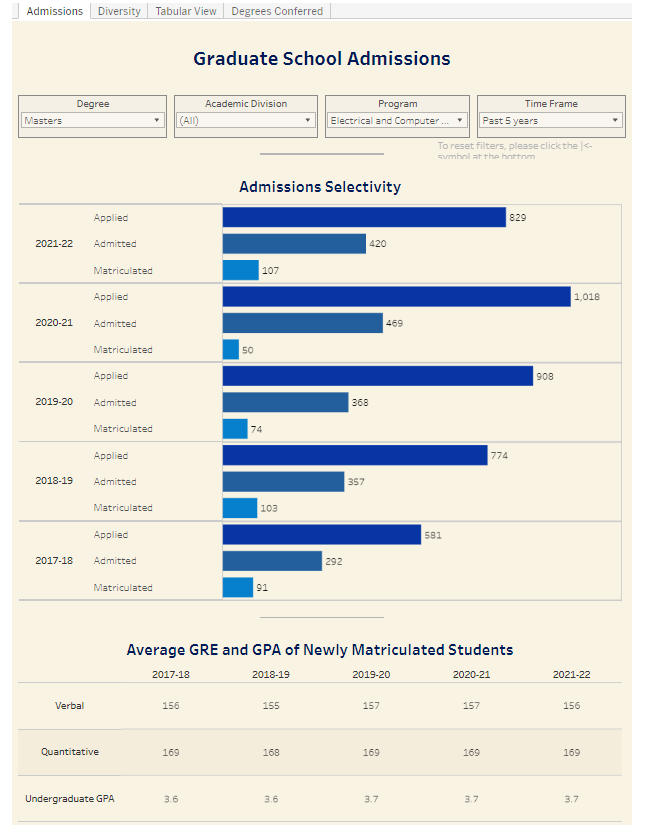 Admissions Diversity Tabular View Degrees Conferred
Graduate School Admissions
Degree Academic Division Program Time Frame
Masters (All) Electrical and Computer ... Past 5 years
To reset filters, please click the |<-
symbol at the bottom
Admissions Selectivity
Applied 829
2021-22 Admitted 420
Matriculated 107
Applied 1,018
2020-21 Admitted 469
Matriculated 50
Applied 908
2019-20 Admitted 368
Matriculated 74
Applied 774
2018-19 Admitted 357
Matriculated 103
Applied 581
2017-18 Admitted 292
Matriculated 91
Average GRE and GPA of Newly Matriculated Students
2017-18 2018-19 2019-20 2020-21 2021-22
Verbal 156 155 157 157 156
Quantitative 169 168 169 169 169
Undergraduate GPA 3.6 3.6 3.7 3.7 3.7